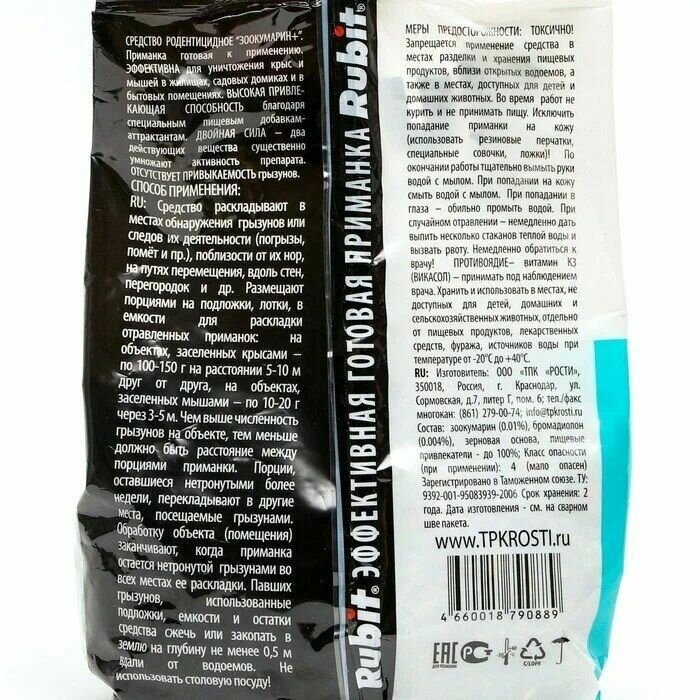 СРЕДСТВО РОДЕНТИЦИДНОЕ "ЗООКУМАРИН+".
Приманка готовая к применению.
ЭФФЕКТИВНА для уничтожения крыс и
мышей в жилищах, садовых домиках и в
бытовых помещениях. ВЫСОКАЯ ПРИВЛЕ-
КАЮЩАЯ СПОСОБНОСТЬ благодаря
специальным пищевым добавкам-
аттрактантам. ДВОЙНАЯ СИЛА – два
действующих вещества существенно
умножают активность препарата.
ОТСУТСТВУЕТ ПРИВЫКАЕМОСТЬ грызунов.
СПОСОБ ПРИМЕНЕНИЯ:
RU: Средство раскладывают в
местах обнаружения грызунов или
следов их деятельности (погрызы,
помёт и пр.), поблизости от их нор,
на путях перемещения, вдоль стен,
перегородок и др. Размещают
порциями на подложки, лотки, в
емкости для раскладки
отравленных приманок: на
объектах, заселенных крысами –
по 100-150 г на расстоянии 5-10 м
друг от друга, на объектах,
заселенных мышами – по 10-20 г
через 3-5 м. Чем выше численность
грызунов на объекте, тем меньше
должно быть расстояние между
порциями приманки. Порции,
оставшиеся нетронутыми более
недели, перекладывают в другие
места, посещаемые грызунами.
Обработку объекта (помещения)
заканчивают, когда приманка
остается нетронутой грызунами во
всех местах ее раскладки. Павших
грызунов, использованные
подложки, емкости и остатки
средства сжечь или закопать в
землю на глубину не менее 0,5 м
вдали от водоемов. Не
использовать столовую посуду!
Rubit® ЭФФЕКТИВНАЯ ГОТОВАЯ ПРИМАНКА Rubit®
МЕРЫ ПРЕДОСТОРОЖНОСТИ: ТОКСИЧНО!
Запрещается применение средства в
местах разделки и хранения пищевых
продуктов, вблизи открытых водоемов, а
также в местах, доступных для детей и
домашних животных. Во время работ не
курить и не принимать пищу. Исключить
попадание приманки на кожу
(использовать резиновые перчатки,
специальные совочки, ложки)! По
окончании работы тщательно вымыть руки
водой с мылом. При попадании на кожу
смыть водой с мылом. При попадании в
глаза – обильно промыть водой. При
случайном отравлении – немедленно дать
выпить несколько стаканов теплой воды и
вызвать рвоту. Немедленно обратиться к
врачу! ПРОТИВОЯДИЕ– витамин К3
(ВИКАСОЛ) – принимать под наблюдением
врача. Хранить и использовать в местах, не
доступных для детей, домашних и
сельскохозяйственных животных, отдельно
от пищевых продуктов, лекарственных
средств, фуража, источников воды при
температуре от -20°С до +40°С.
RU: Изготовитель: ООО «ТПК «РОСТИ»,
350018, Россия, г. Краснодар, ул.
Сормовская, д.7, литер Г, пом. 6; тел./факс
многокан: (861) 279-00-74; info@tpkrosti.ru
Состав: зоокумарин (0.01%), бромадиолон
(0.004%), зерновая основа, пищевые
привлекатели - до 100%; Класс опасности
(при применении): 4 (мало опасен)
Зарегистрировано в Таможенном союзе. ТУ:
9392-001-95083939-2006 Срок хранения: 2
года. Дата изготовления - см. на сварном
шве пакета.
WWW.TPKROSTI.ru
4 660018 790889
ЕАС
C/LDPE